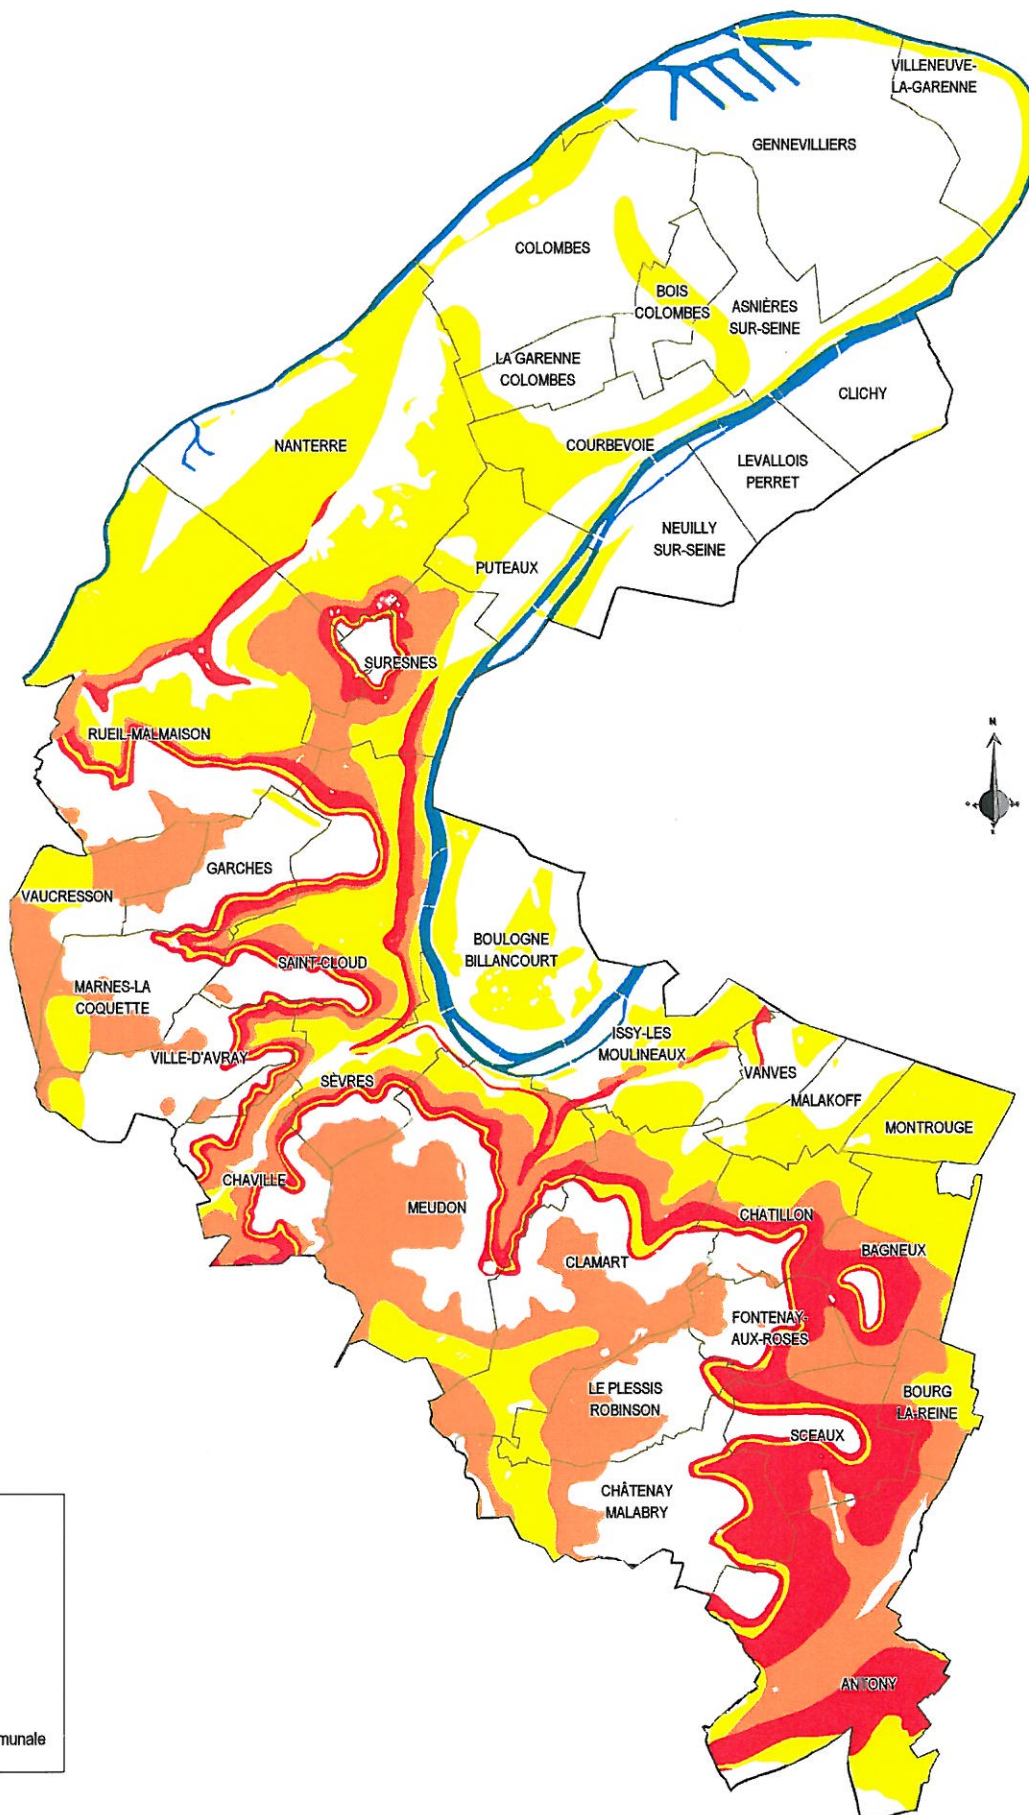 VILLENEUVE-
LA-GARENNE
GENNEVILLIERS
COLOMBES
BOIS
COLOMBES
ASNIÈRES
SUR-SEINE
LA GARENNE
COLOMBES
CLICHY
NANTERRE
COURBEVOIE
LEVALLOIS
PERRET
NEUILLY
SUR-SEINE
PUTEAUX
SURESNES
RUEIL-MALMAISON
N
GARCHES
VAUCRESSON
BOULOGNE
BILLANCOURT
SAINT-CLOUD
MARNES-LA
COQUETTE
ISSY-LES
MOULINEAUX
VILLE-D'AVRAY
SÈVRES
VANVES
MALAKOFF
MONTROUGE
CHAVILLE
MEUDON
CHATILLON
BAGNEUX
CLAMART
FONTENAY-
AUX-ROSES
LE PLESSIS
ROBINSON
BOURG
LA-REINE
SCEAUX
CHÂTENAY
MALABRY
ANTONY
munale